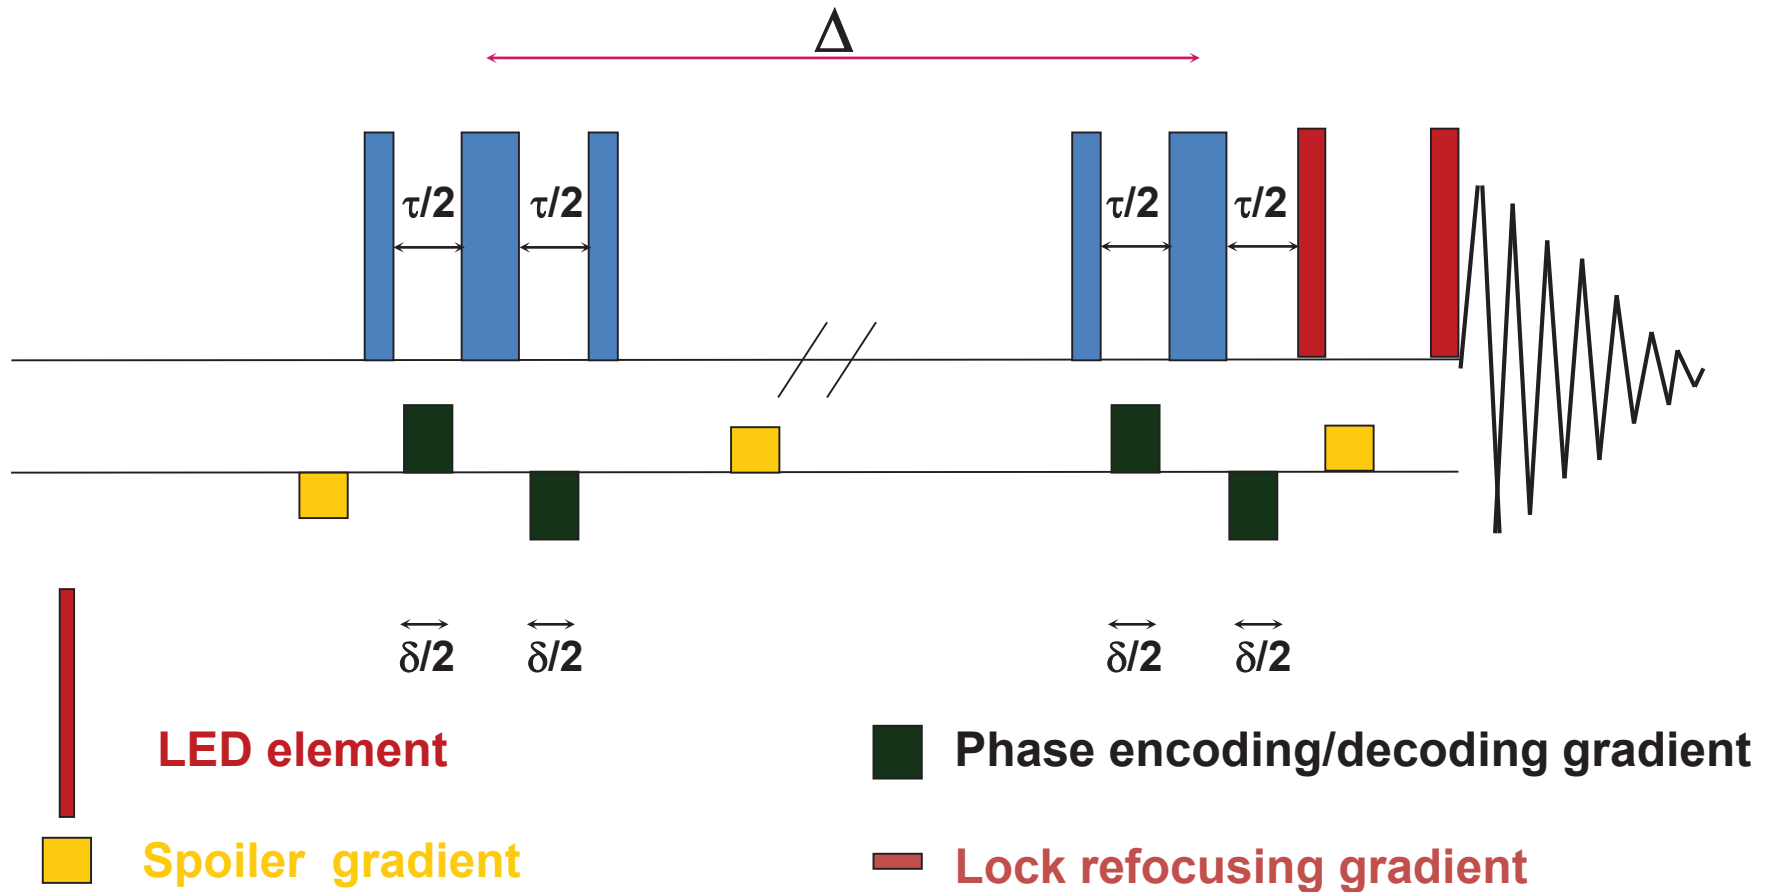 Δ
τ/2 τ/2 τ/2 τ/2
δ/2 δ/2 δ/2 δ/2
LED element
Phase encoding/decoding gradient
Spoiler gradient
Lock refocusing gradient